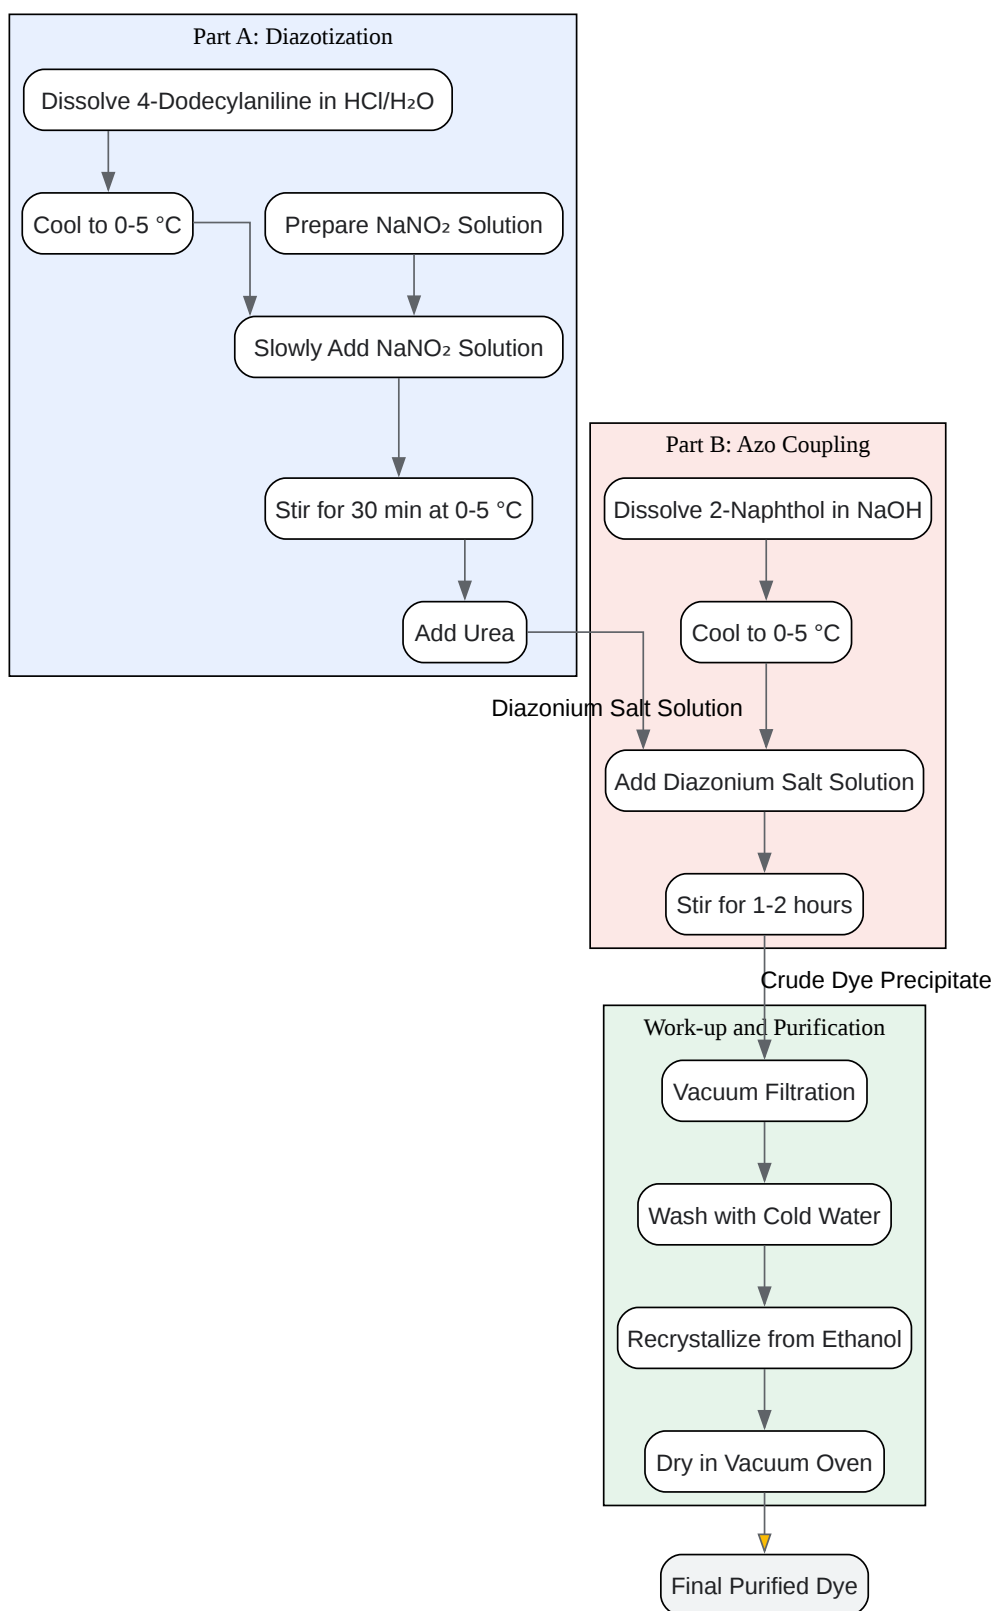 Part A: Diazotization
Dissolve 4-Dodecylaniline in HCl/H₂O
Cool to 0-5 °C
Prepare NaNO₂ Solution
Slowly Add NaNO₂ Solution
Stir for 30 min at 0-5 °C
Add Urea
Diazonium Salt Solution
Part B: Azo Coupling
Dissolve 2-Naphthol in NaOH
Cool to 0-5 °C
Add Diazonium Salt Solution
Stir for 1-2 hours
Crude Dye Precipitate
Work-up and Purification
Vacuum Filtration
Wash with Cold Water
Recrystallize from Ethanol
Dry in Vacuum Oven
Final Purified Dye